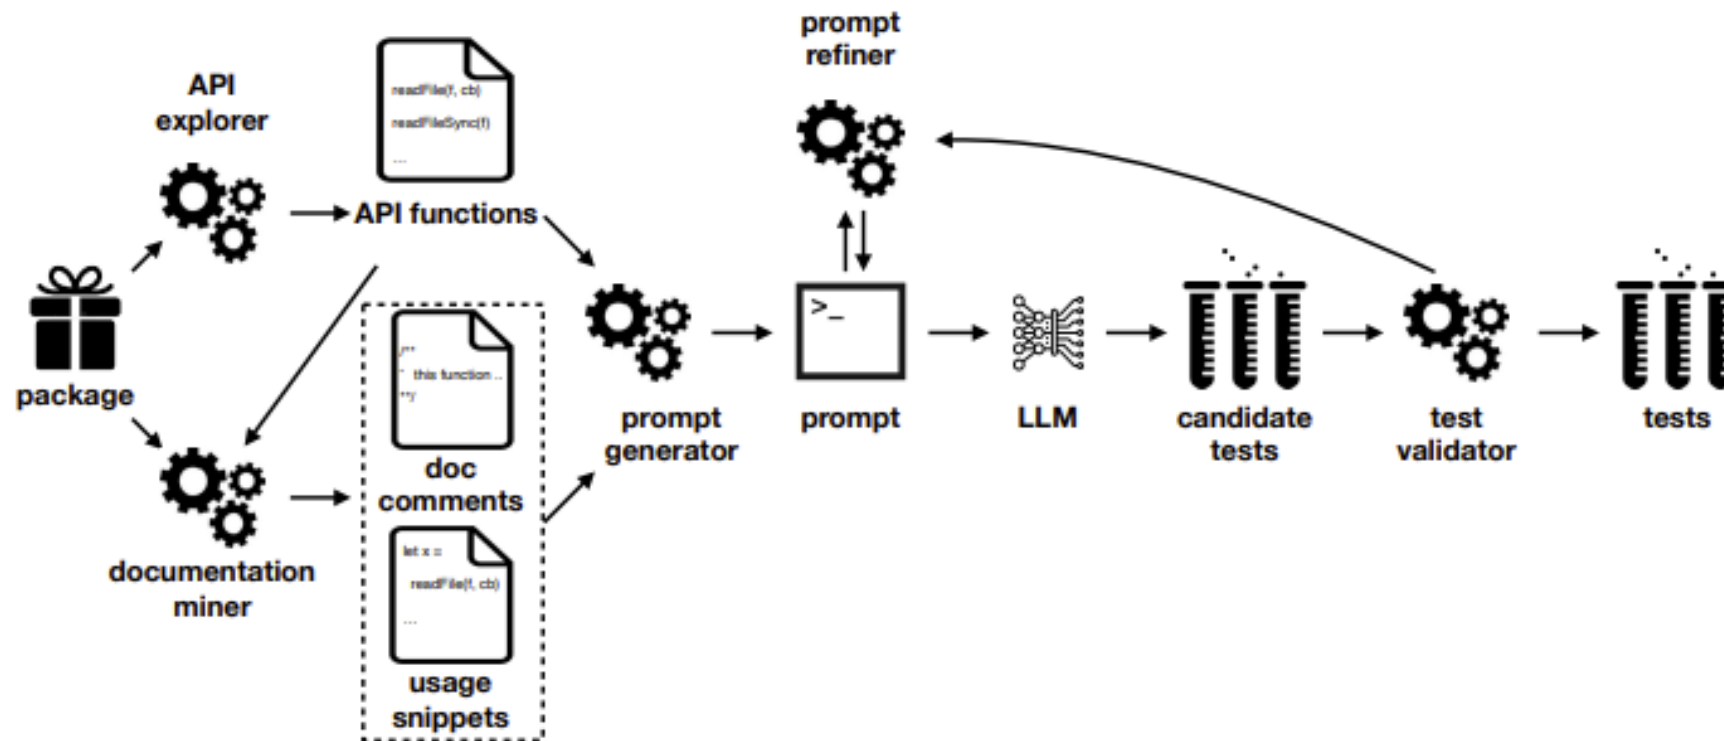 prompt
refiner
API
explorer
readFile(f, cb)
readFileSync(f)
...
API functions
package
/**
* this function ..
**/
doc
comments
documentation
miner
let x =
readFile(f, cb)
...
usage
snippets
prompt
generator
>_
prompt
LLM
candidate
tests
test
validator
tests